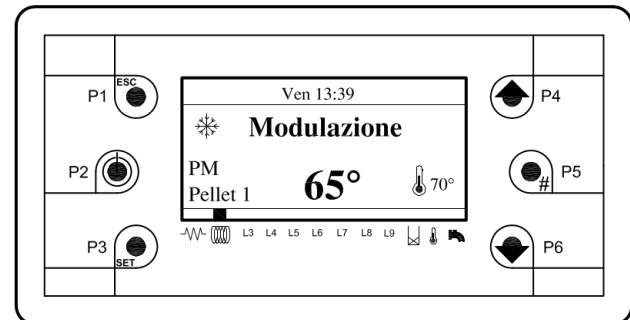 ESC
P1
P4
Ven 13:39
Modulazione
P2
P5
#
PM
Pellet 1
65°
70°
P3
SET
P6
L3 L4 L5 L6 L7 L8 L9